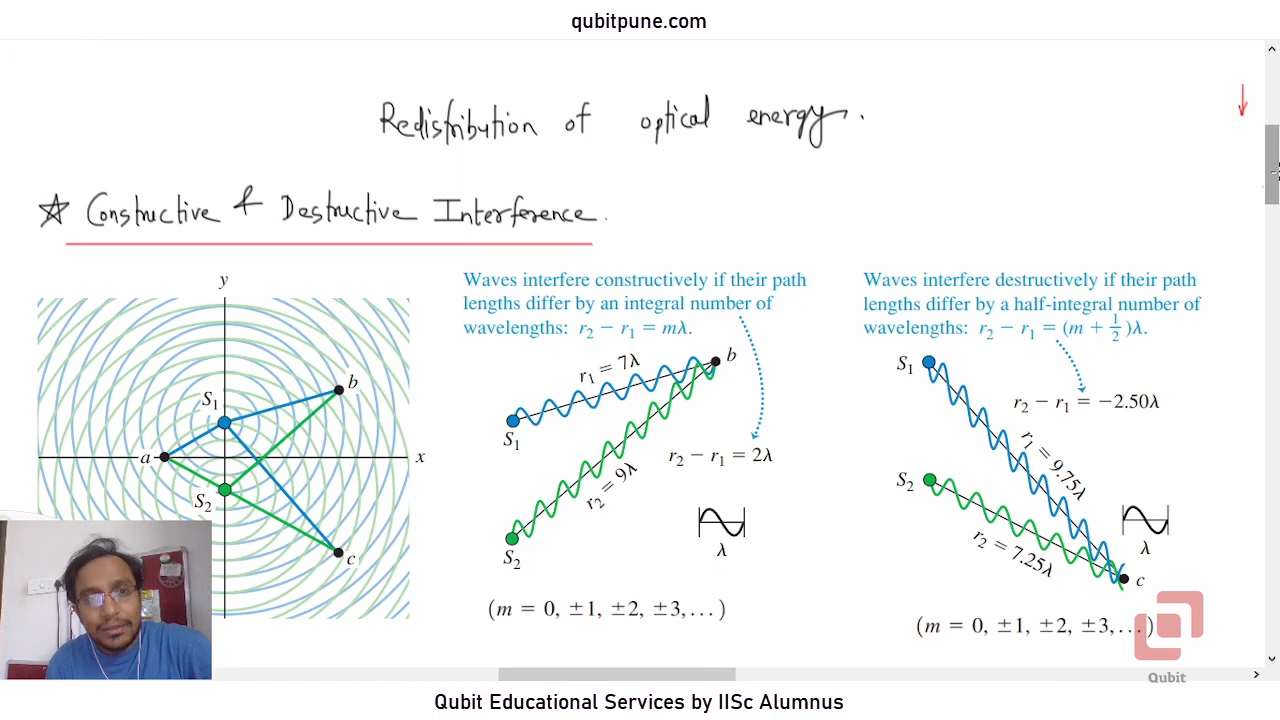 qubitpune.com
Redistribution of optical energy.
☆ Constructive & Destructive Interference.
y
S₁
b
a
x
S₂
c
Waves interfere constructively if their path
lengths differ by an integral number of
wavelengths: r₂ − r₁ = mλ.
r₁ = 7λ
b
S₁
r₂ − r₁ = 2λ
r₂ = 9λ
S₂
λ
(m = 0, ±1, ±2, ±3,...)
Waves interfere destructively if their path
lengths differ by a half-integral number of
wavelengths: r₂ − r₁ = (m + 1/2)λ.
S₁
r₂ − r₁ = −2.50λ
r₁ = 9.75λ
S₂
r₂ = 7.25λ
λ
c
(m = 0, ±1, ±2, ±3,...)
Qubit
Qubit Educational Services by IISc Alumnus